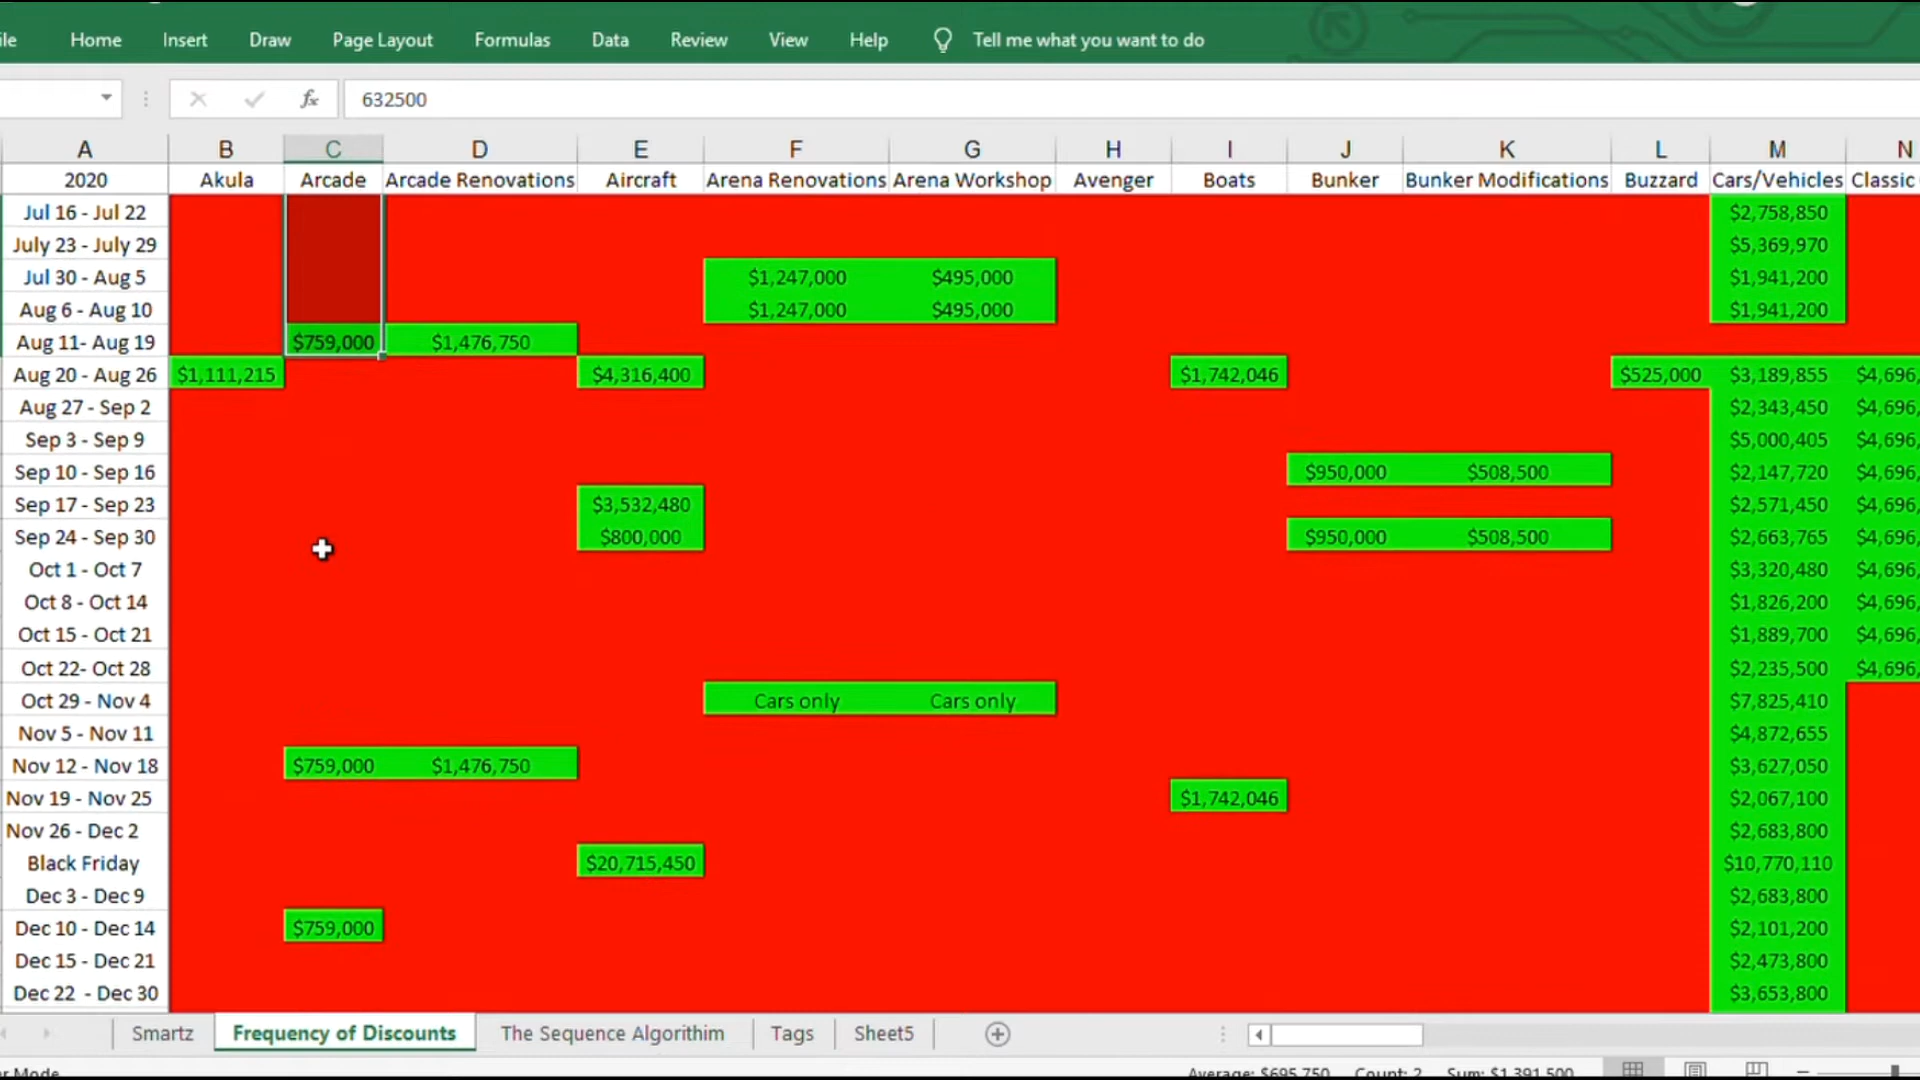 ile Home Insert Draw Page Layout Formulas Data Review View Help Tell me what you want to do
fx 632500
A B C D E F G H I J K L M N
2020 Akula Arcade Arcade Renovations Aircraft Arena Renovations Arena Workshop Avenger Boats Bunker Bunker Modifications Buzzard Cars/Vehicles Classic
Jul 16 - Jul 22 $2,758,850
July 23 - July 29 $5,369,970
Jul 30 - Aug 5 $1,247,000 $495,000 $1,941,200
Aug 6 - Aug 10 $1,247,000 $495,000 $1,941,200
Aug 11- Aug 19 $759,000 $1,476,750
Aug 20 - Aug 26 $1,111,215 $4,316,400 $1,742,046 $525,000 $3,189,855 $4,696,
Aug 27 - Sep 2 $2,343,450 $4,696,
Sep 3 - Sep 9 $5,000,405 $4,696,
Sep 10 - Sep 16 $950,000 $508,500 $2,147,720 $4,696,
Sep 17 - Sep 23 $3,532,480 $2,571,450 $4,696,
Sep 24 - Sep 30 $800,000 $950,000 $508,500 $2,663,765 $4,696,
Oct 1 - Oct 7 $3,320,480 $4,696,
Oct 8 - Oct 14 $1,826,200 $4,696,
Oct 15 - Oct 21 $1,889,700 $4,696,
Oct 22- Oct 28 $2,235,500 $4,696,
Oct 29 - Nov 4 Cars only Cars only $7,825,410
Nov 5 - Nov 11 $4,872,655
Nov 12 - Nov 18 $759,000 $1,476,750 $3,627,050
Nov 19 - Nov 25 $1,742,046 $2,067,100
Nov 26 - Dec 2 $2,683,800
Black Friday $20,715,450 $10,770,110
Dec 3 - Dec 9 $2,683,800
Dec 10 - Dec 14 $759,000 $2,101,200
Dec 15 - Dec 21 $2,473,800
Dec 22 - Dec 30 $3,653,800
Smartz Frequency of Discounts The Sequence Algorithim Tags Sheet5
r Mode Average: $695,750 Count: 2 Sum: $1,391,500